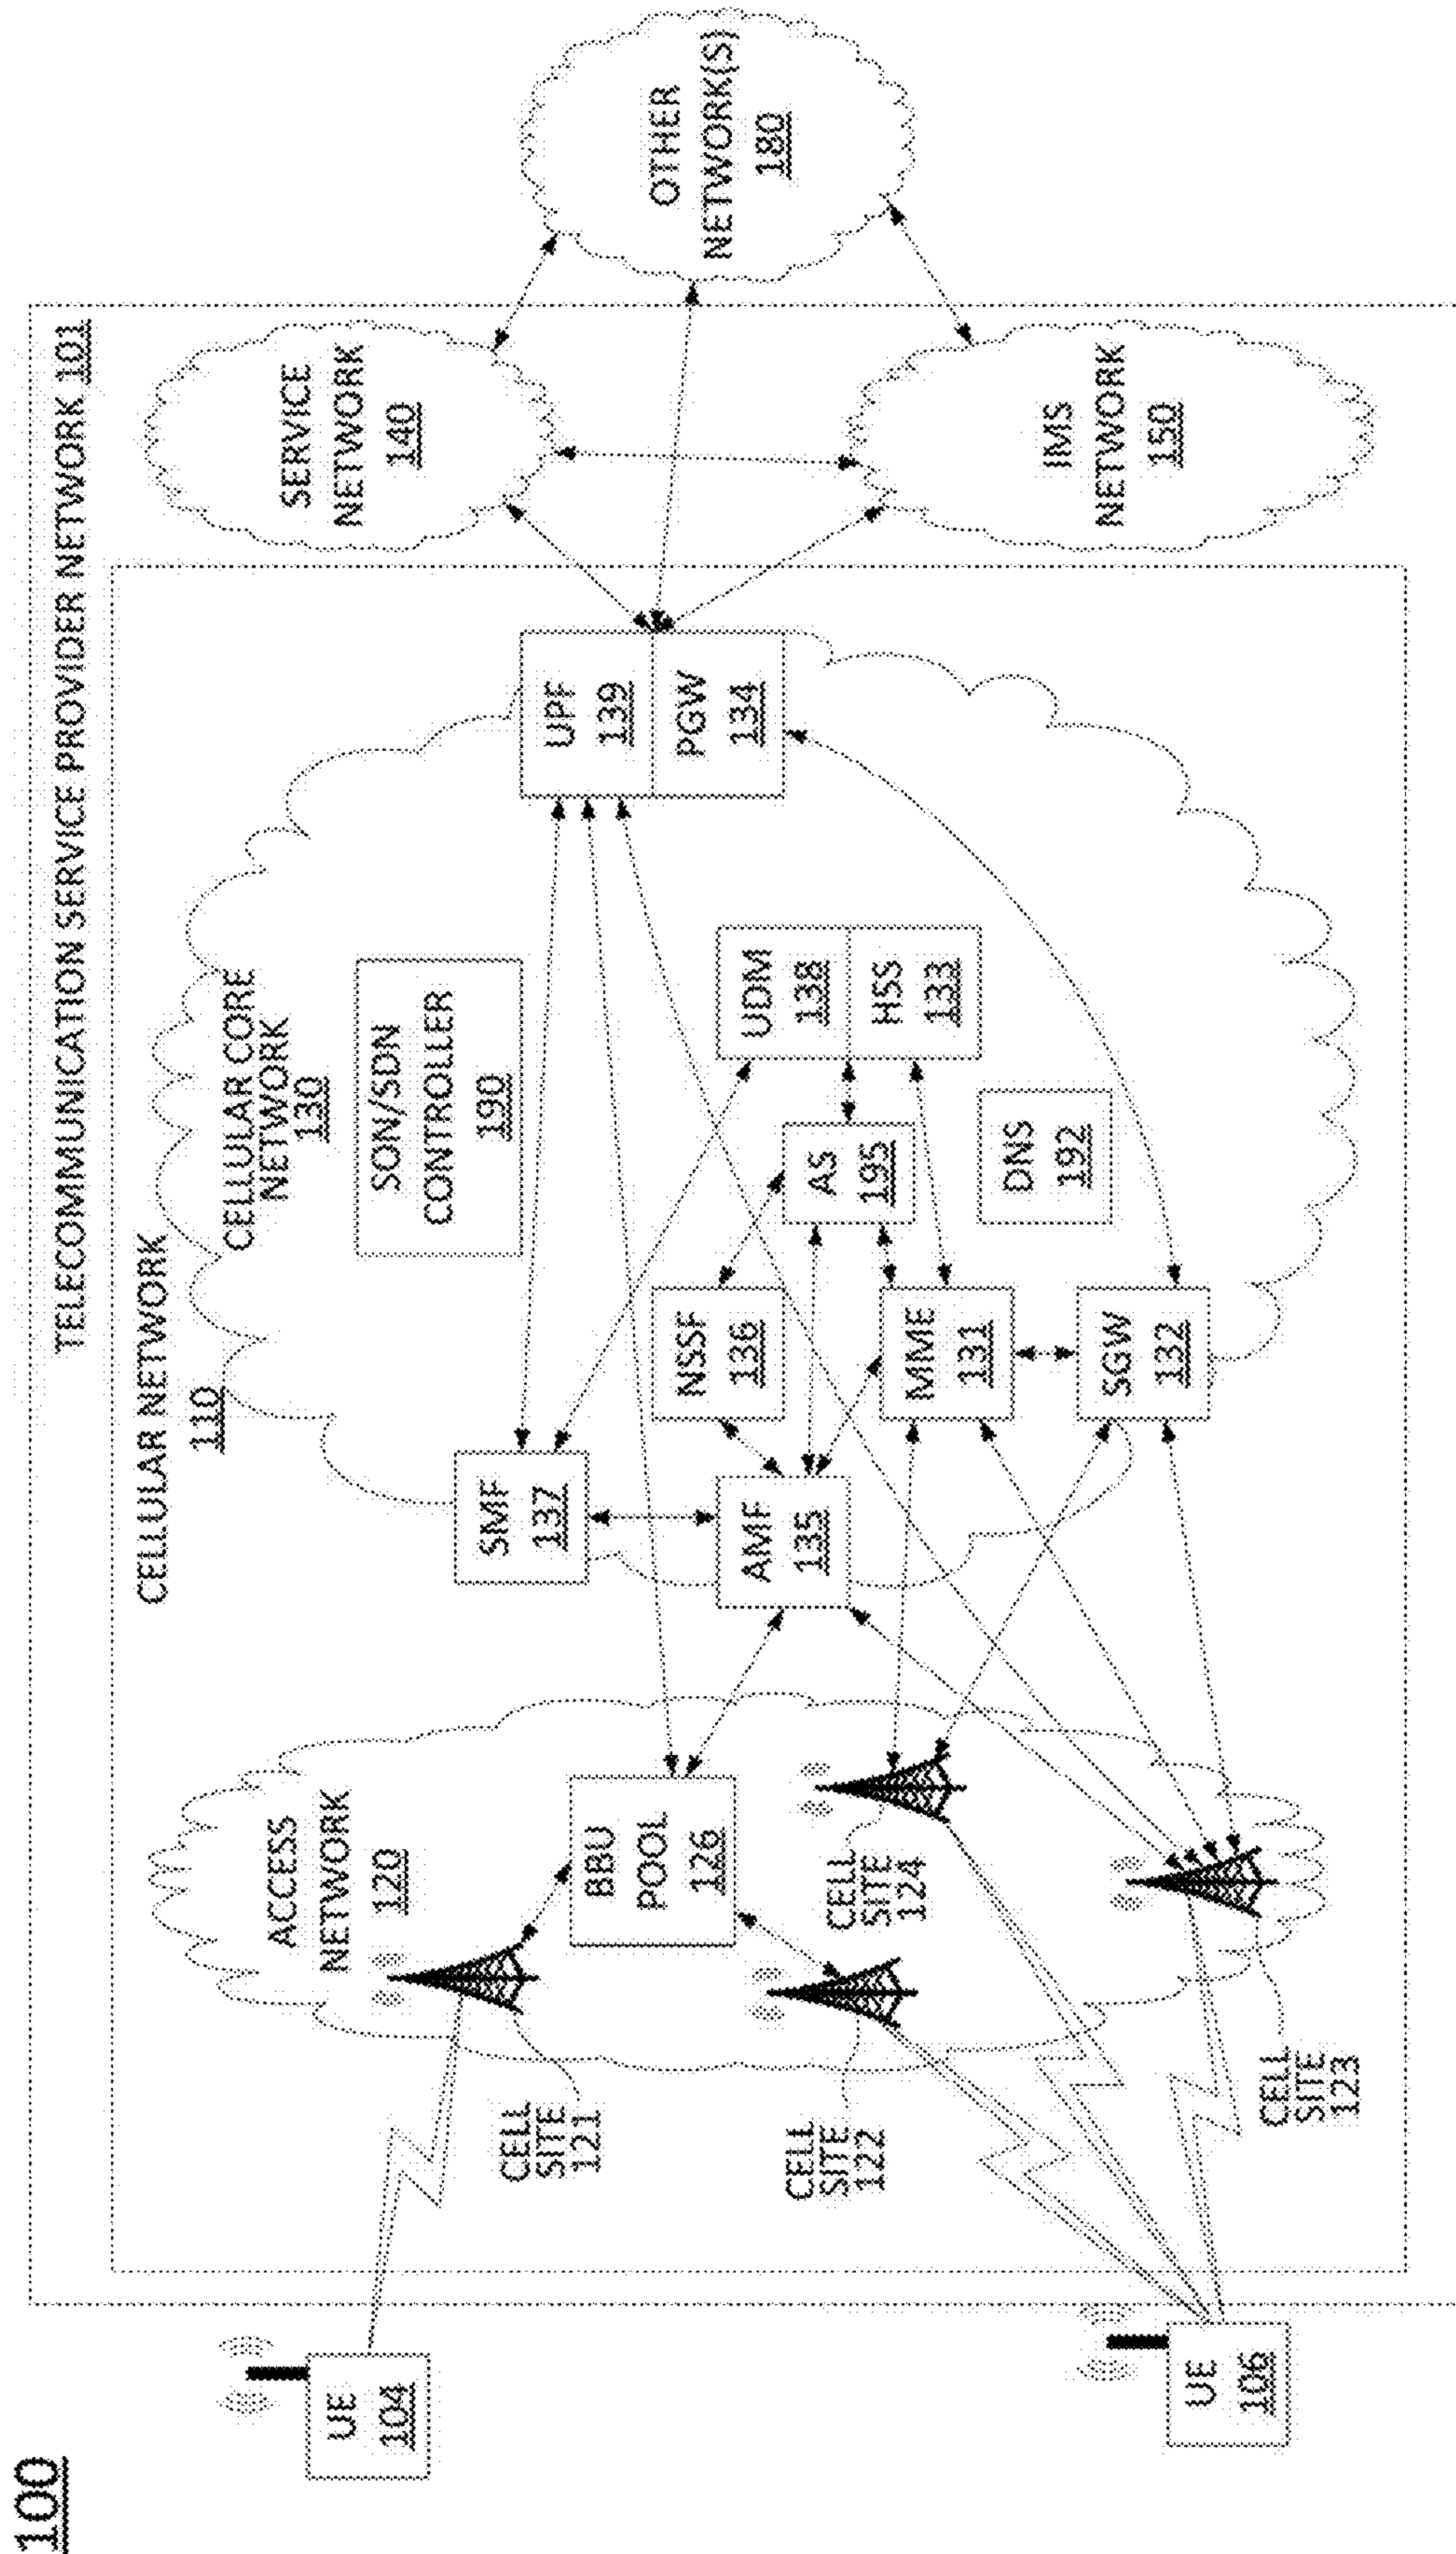 100
TELECOMMUNICATION SERVICE PROVIDER NETWORK 101
CELLULAR NETWORK
110
ACCESS
NETWORK
120
CELLULAR CORE
NETWORK
130
SERVICE
NETWORK
140
OTHER
NETWORK(S)
180
IMS
NETWORK
150
UE
104
UE
106
CELL
SITE
121
CELL
SITE
122
CELL
SITE
124
CELL
SITE
123
BBU
POOL
126
SMF
137
AMF
135
NSSF
136
MME
131
SGW
132
SON/SDN
CONTROLLER
190
AS
195
DNS
192
UDM
138
HSS
133
UPF
139
PGW
134